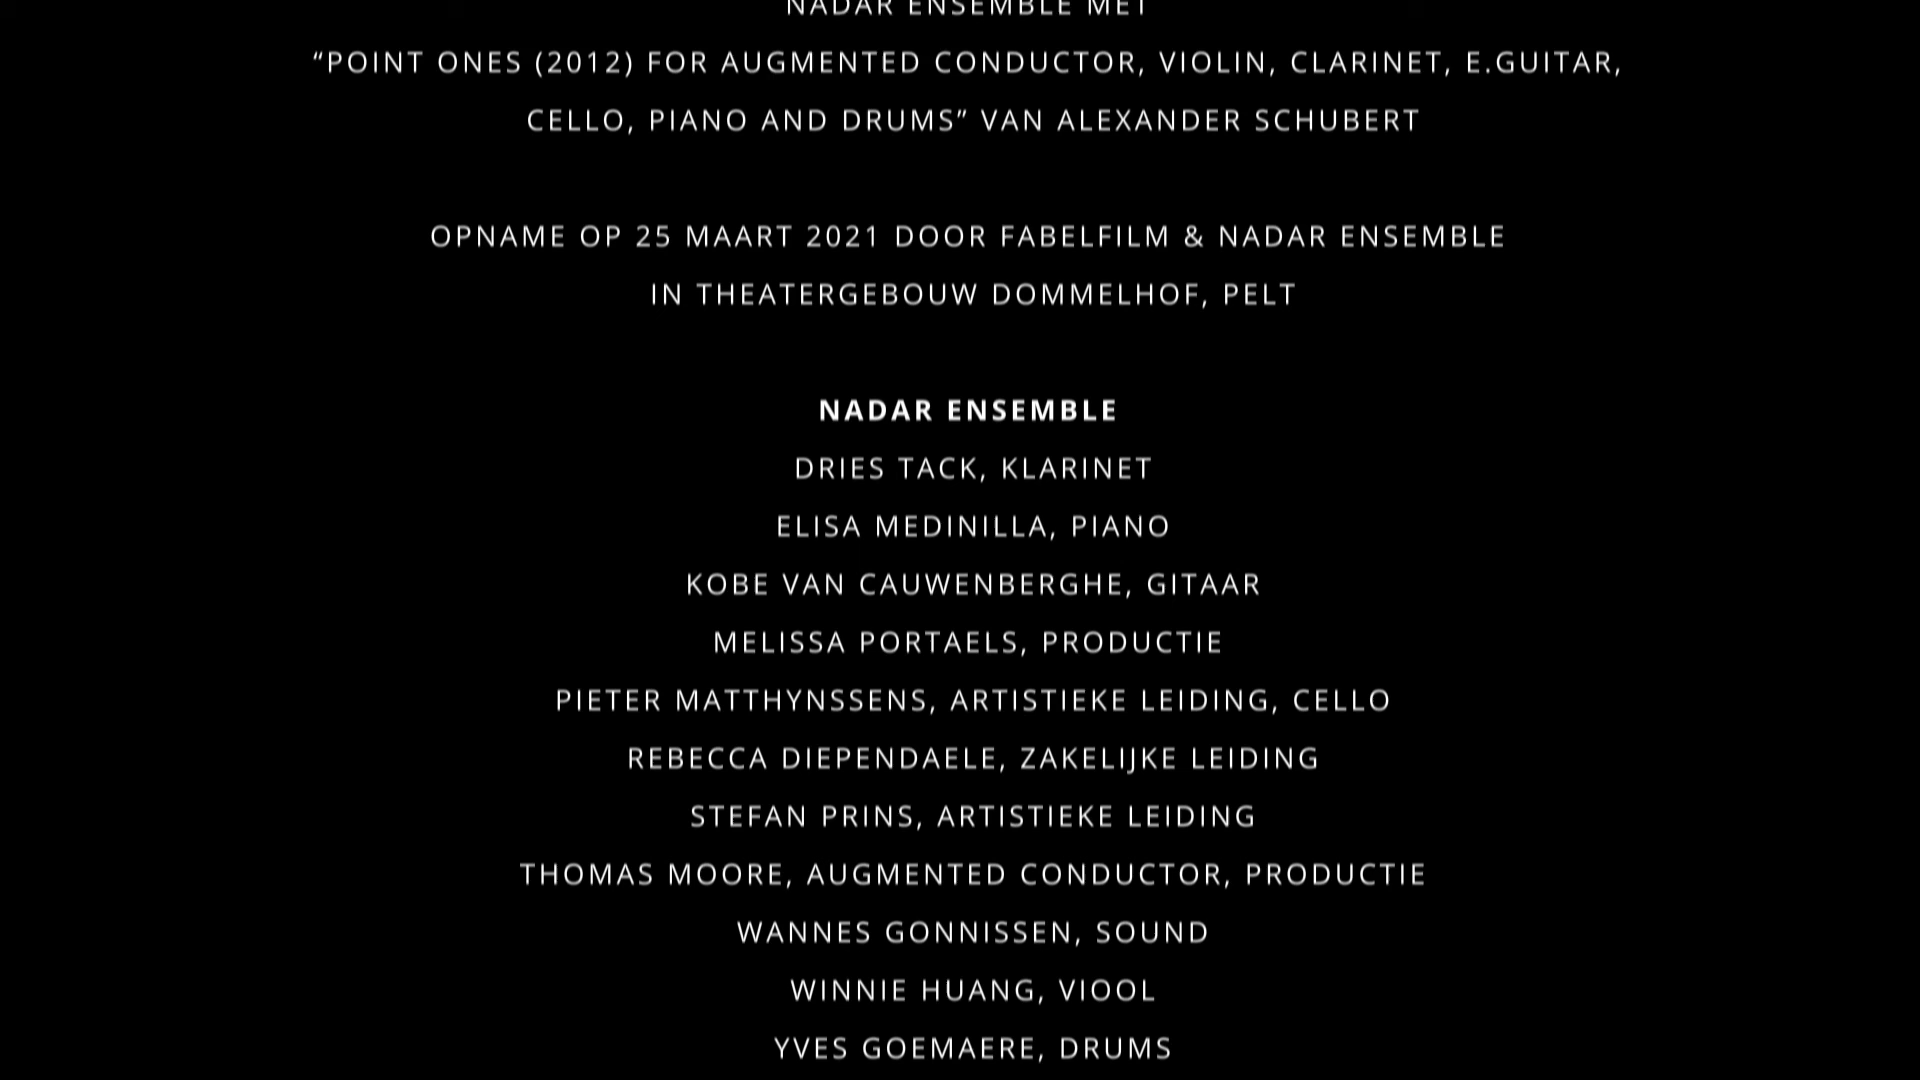 NADAR ENSEMBLE MET
“POINT ONES (2012) FOR AUGMENTED CONDUCTOR, VIOLIN, CLARINET, E.GUITAR,
CELLO, PIANO AND DRUMS” VAN ALEXANDER SCHUBERT
OPNAME OP 25 MAART 2021 DOOR FABELFILM & NADAR ENSEMBLE
IN THEATERGEBOUW DOMMELHOF, PELT
NADAR ENSEMBLE
DRIES TACK, KLARINET
ELISA MEDINILLA, PIANO
KOBE VAN CAUWENBERGHE, GITAAR
MELISSA PORTAELS, PRODUCTIE
PIETER MATTHYNSSENS, ARTISTIEKE LEIDING, CELLO
REBECCA DIEPENDAELE, ZAKELIJKE LEIDING
STEFAN PRINS, ARTISTIEKE LEIDING
THOMAS MOORE, AUGMENTED CONDUCTOR, PRODUCTIE
WANNES GONNISSEN, SOUND
WINNIE HUANG, VIOOL
YVES GOEMAERE, DRUMS